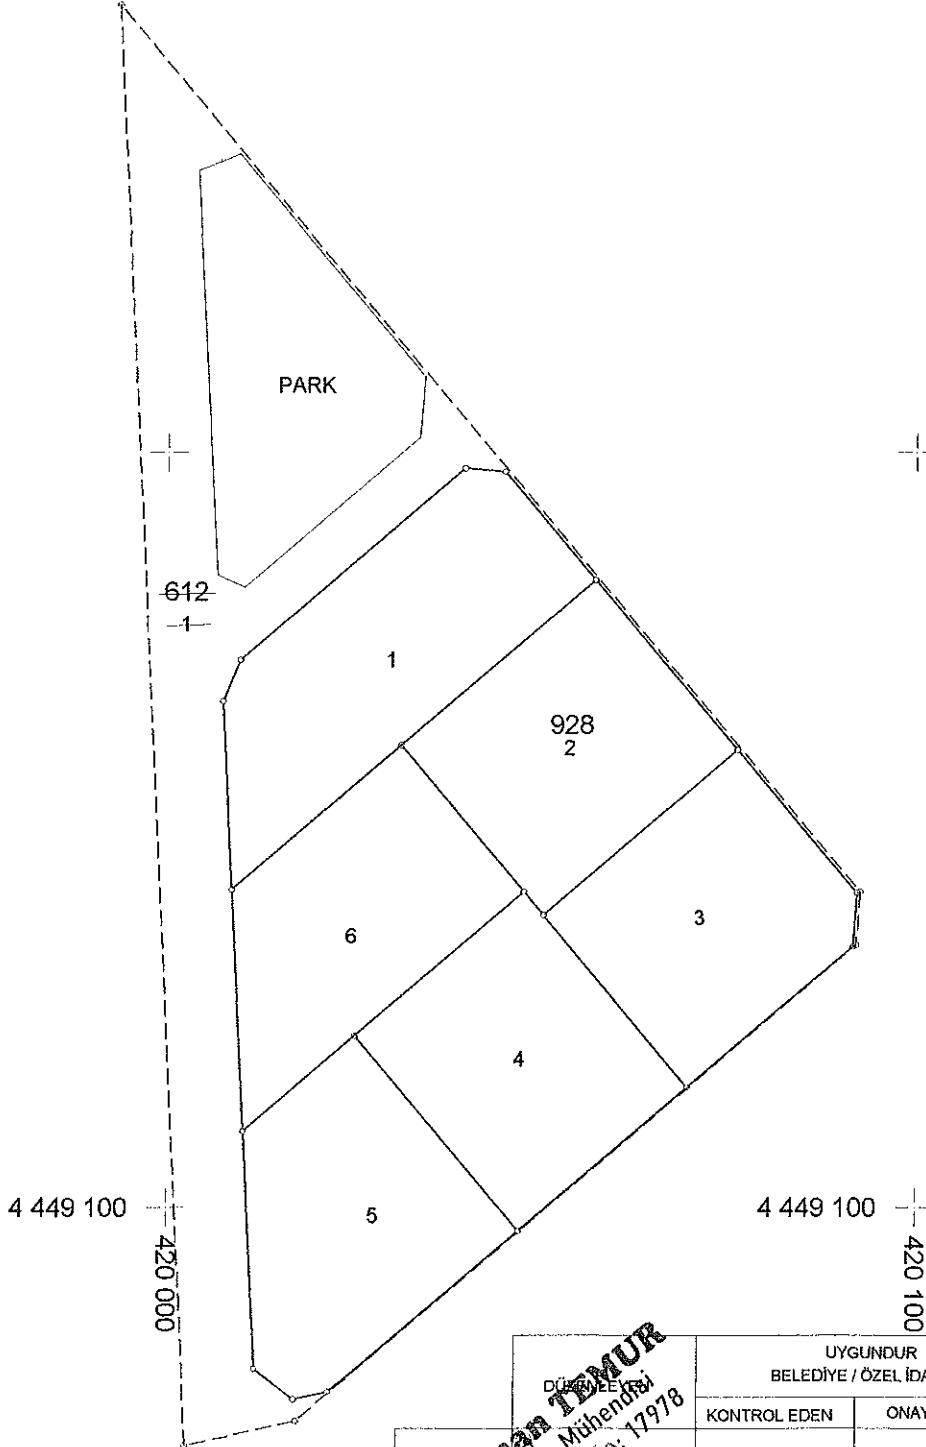 PARK
612
1
1
928
2
3
6
4
5
4 449 100
4 449 100
420 000
420 100
UYGUNDUR
BELEDİYE / ÖZEL İDA
KONTROL EDEN
ONAY
TEMUR
Mühendisi
17978